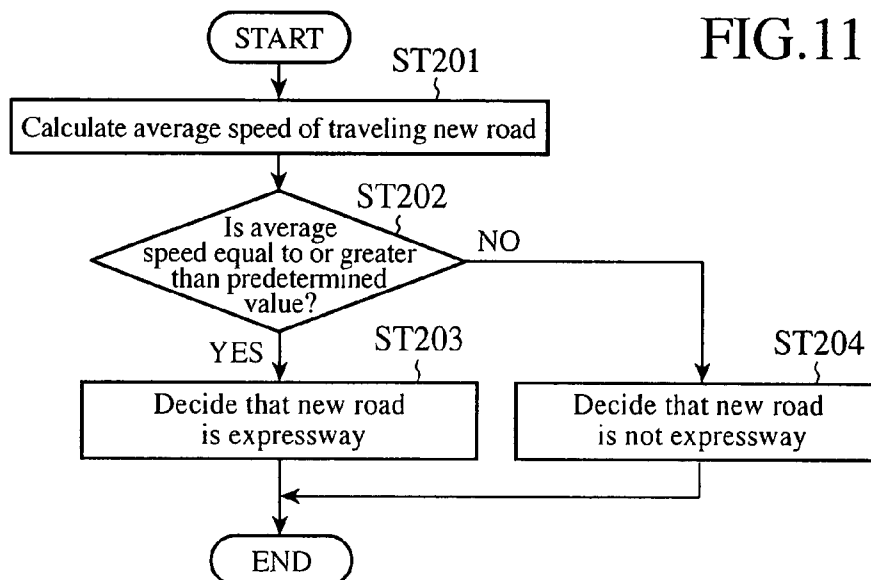 FIG.11
START
ST201
Calculate average speed of traveling new road
ST202
Is average
speed equal to or greater
than predetermined
value?
NO
YES
ST203
Decide that new road
is expressway
ST204
Decide that new road
is not expressway
END